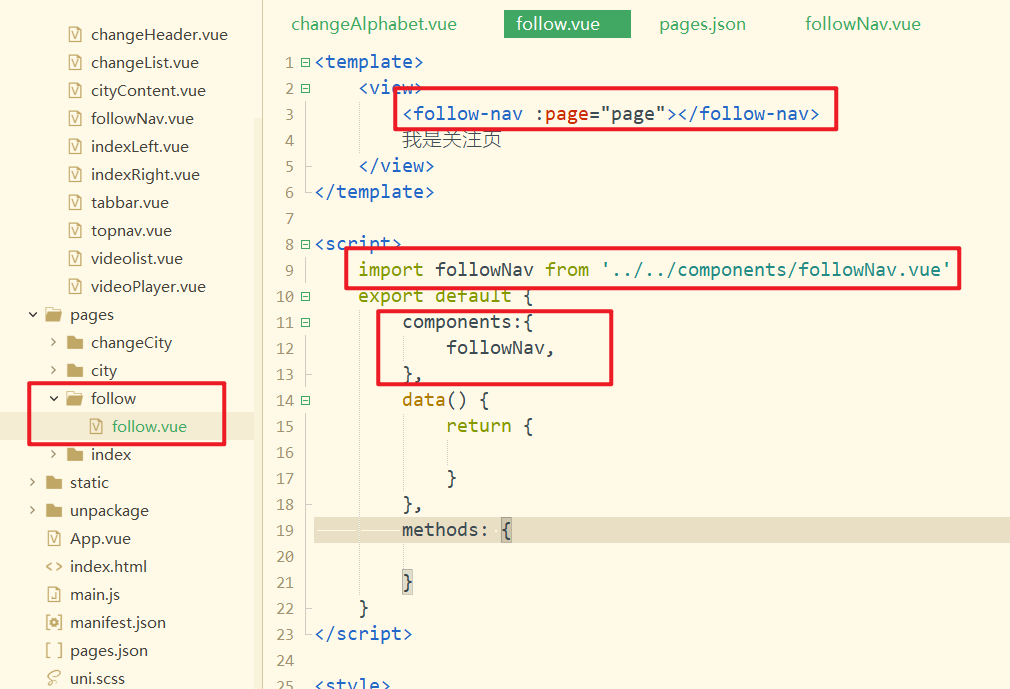 changeHeader.vue
changeList.vue
cityContent.vue
followNav.vue
indexLeft.vue
indexRight.vue
tabbar.vue
topnav.vue
videolist.vue
videoPlayer.vue
pages
changeCity
city
follow
follow.vue
index
static
unpackage
App.vue
index.html
main.js
manifest.json
pages.json
uni.scss
changeAlphabet.vue follow.vue pages.json followNav.vue
1 <template>
2 <view>
3 <follow-nav :page="page"></follow-nav>
4 我是关注页
5 </view>
6 </template>
7
8 <script>
9 import followNav from '../../components/followNav.vue'
10 export default {
11 components:{
12 followNav,
13 },
14 data() {
15 return {
16
17 }
18 },
19 methods: {
20
21 }
22 }
23 </script>
24
25 <style>